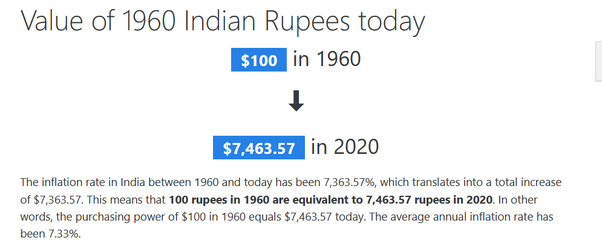 Value of 1960 Indian Rupees today
$100 in 1960
$7,463.57 in 2020
The inflation rate in India between 1960 and today has been 7,363.57%, which translates into a total increase
of $7,363.57. This means that 100 rupees in 1960 are equivalent to 7,463.57 rupees in 2020. In other
words, the purchasing power of $100 in 1960 equals $7,463.57 today. The average annual inflation rate has
been 7.33%.